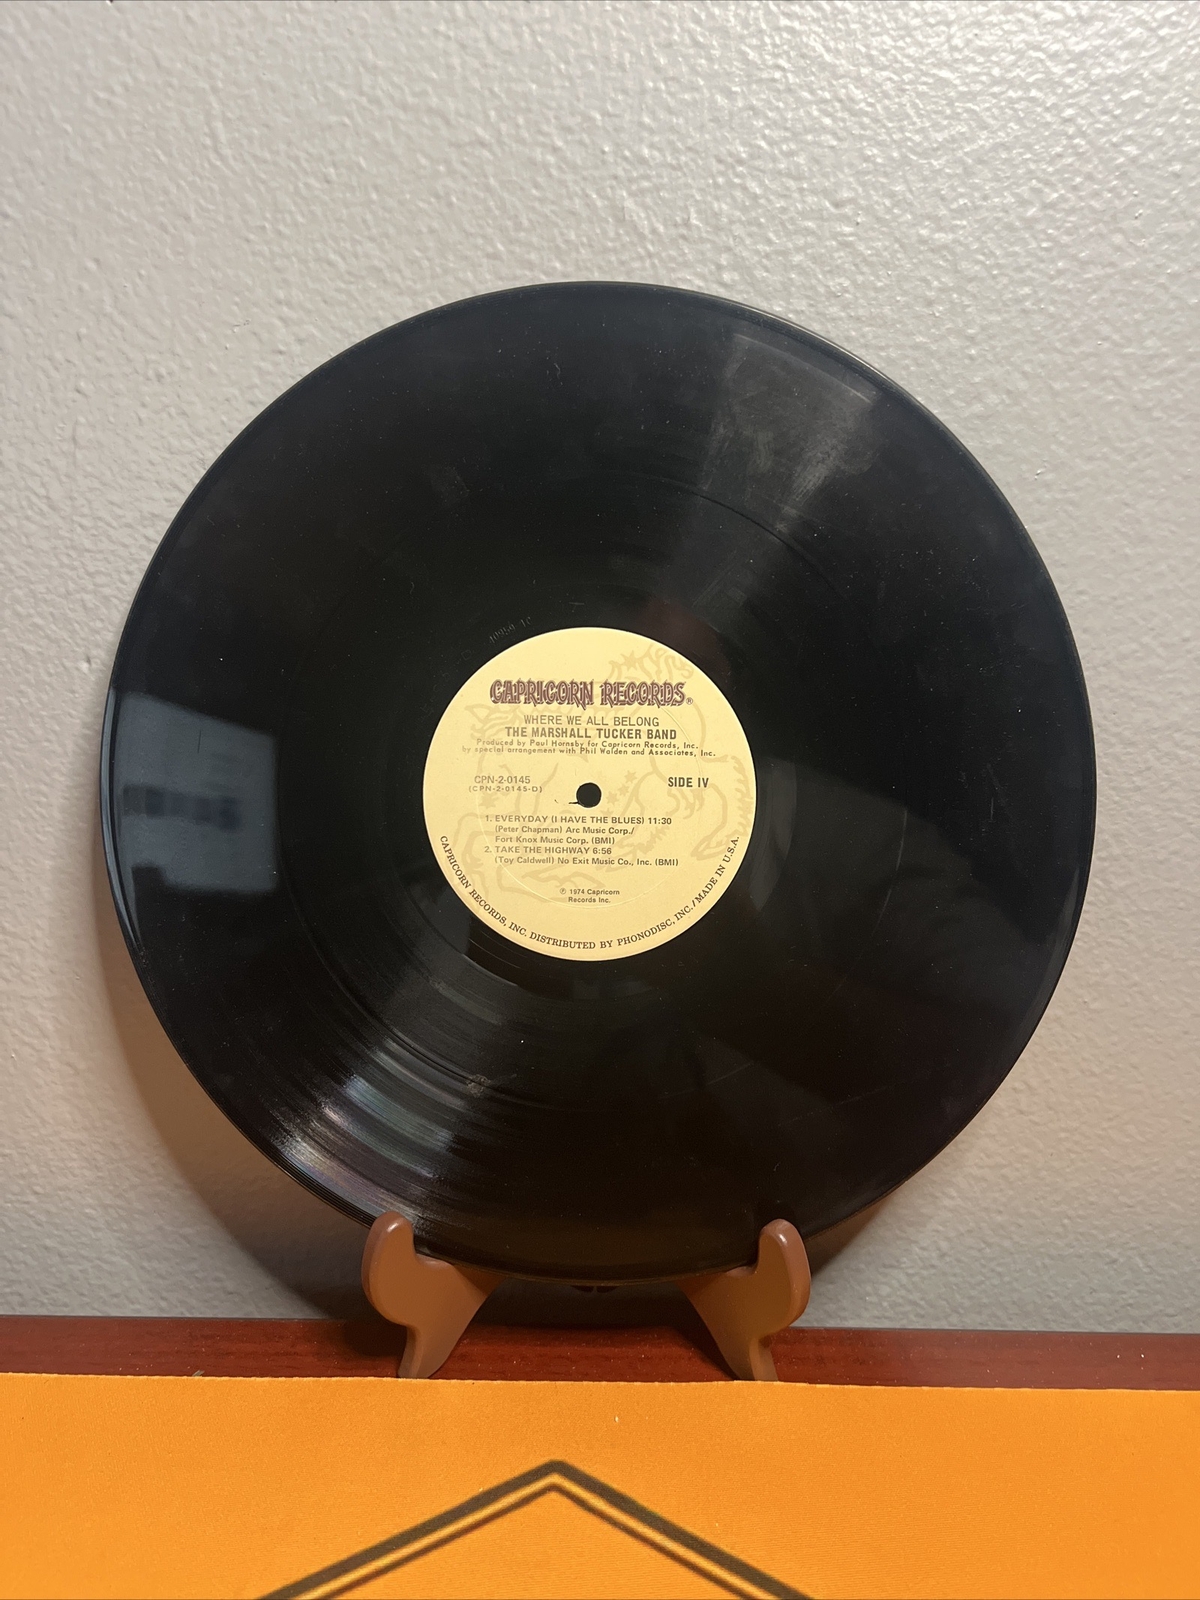 CAPRICORN RECORDS®
WHERE WE ALL BELONG
THE MARSHALL TUCKER BAND
Produced by Paul Hornsby for Capricorn Records, Inc.
by special arrangement with Phil Walden and Associates, Inc.
CPN-2-0145
(CPN-2-0145-D)
SIDE IV
1. EVERYDAY (I HAVE THE BLUES) 11:30
(Peter Chapman) Arc Music Corp./
Fort Knox Music Corp. (BMI)
2. TAKE THE HIGHWAY 6:56
(Toy Caldwell) No Exit Music Co., Inc. (BMI)
℗ 1974 Capricorn
Records Inc.
CAPRICORN RECORDS, INC. DISTRIBUTED BY PHONODISC, INC./MADE IN U.S.A.